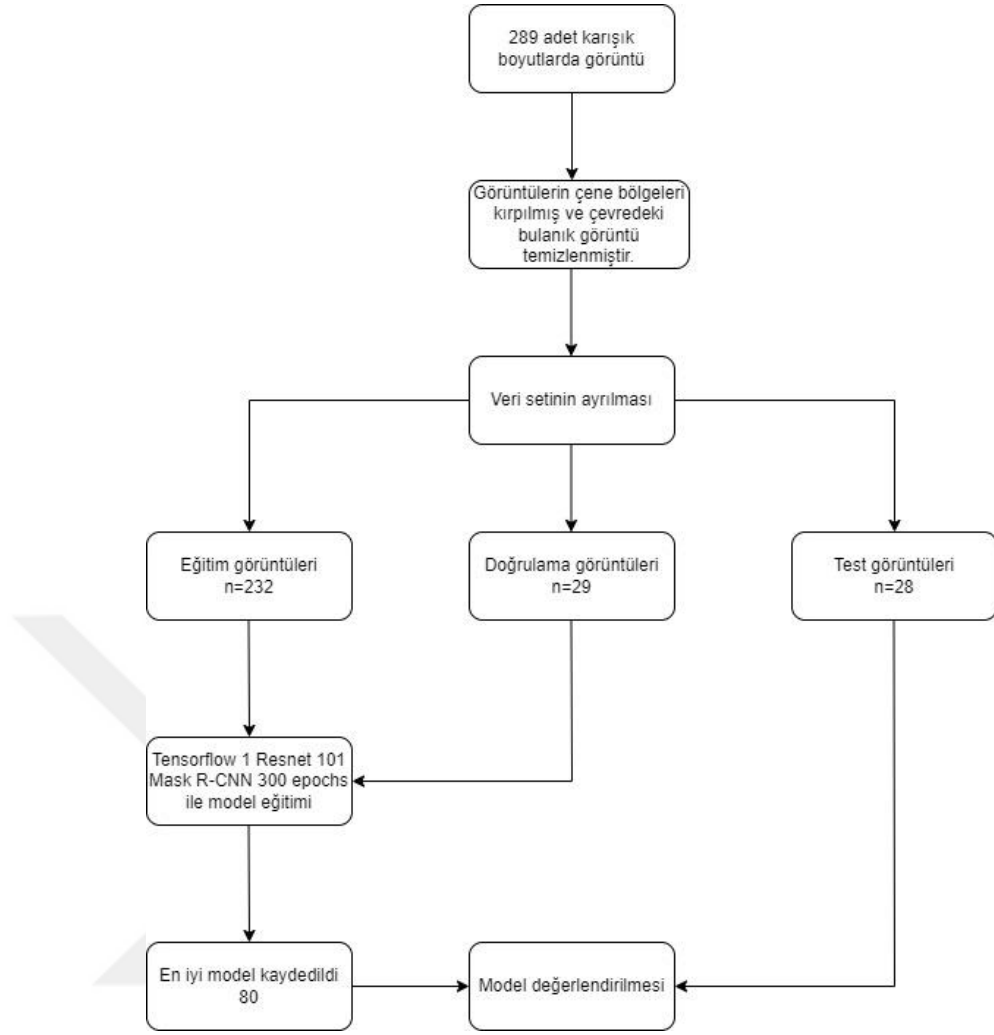 289 adet karışık
boyutlarda görüntü
Görüntülerin çene bölgeleri
kırpılmış ve çevredeki
bulanık görüntü
temizlenmiştir.
Veri setinin ayrılması
Eğitim görüntüleri
n=232
Doğrulama görüntüleri
n=29
Test görüntüleri
n=28
Tensorflow 1 Resnet 101
Mask R-CNN 300 epochs
ile model eğitimi
En iyi model kaydedildi
80
Model değerlendirilmesi